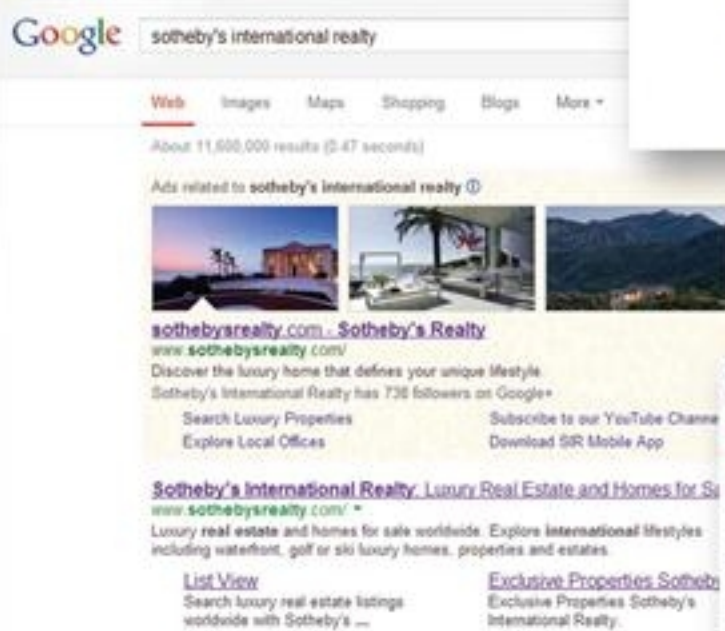 Google sotheby's international realty
Web Images Maps Shopping Blogs More
About 11,600,000 results (0.47 seconds)
Ads related to sotheby's international realty
sothebysrealty.com - Sotheby's Realty
www.sothebysrealty.com/
Discover the luxury home that defines your unique lifestyle.
Sotheby's International Realty has 736 followers on Google+
Search Luxury Properties Subscribe to our YouTube Channe
Explore Local Offices Download SIR Mobile App
Sotheby's International Realty: Luxury Real Estate and Homes for Sa
www.sothebysrealty.com/
Luxury real estate and homes for sale worldwide. Explore international lifestyles
including waterfront, golf or ski luxury homes, properties and estates.
List View Exclusive Properties Sotheby
Search luxury real estate listings Exclusive Properties Sotheby's
worldwide with Sotheby's ... International Realty.